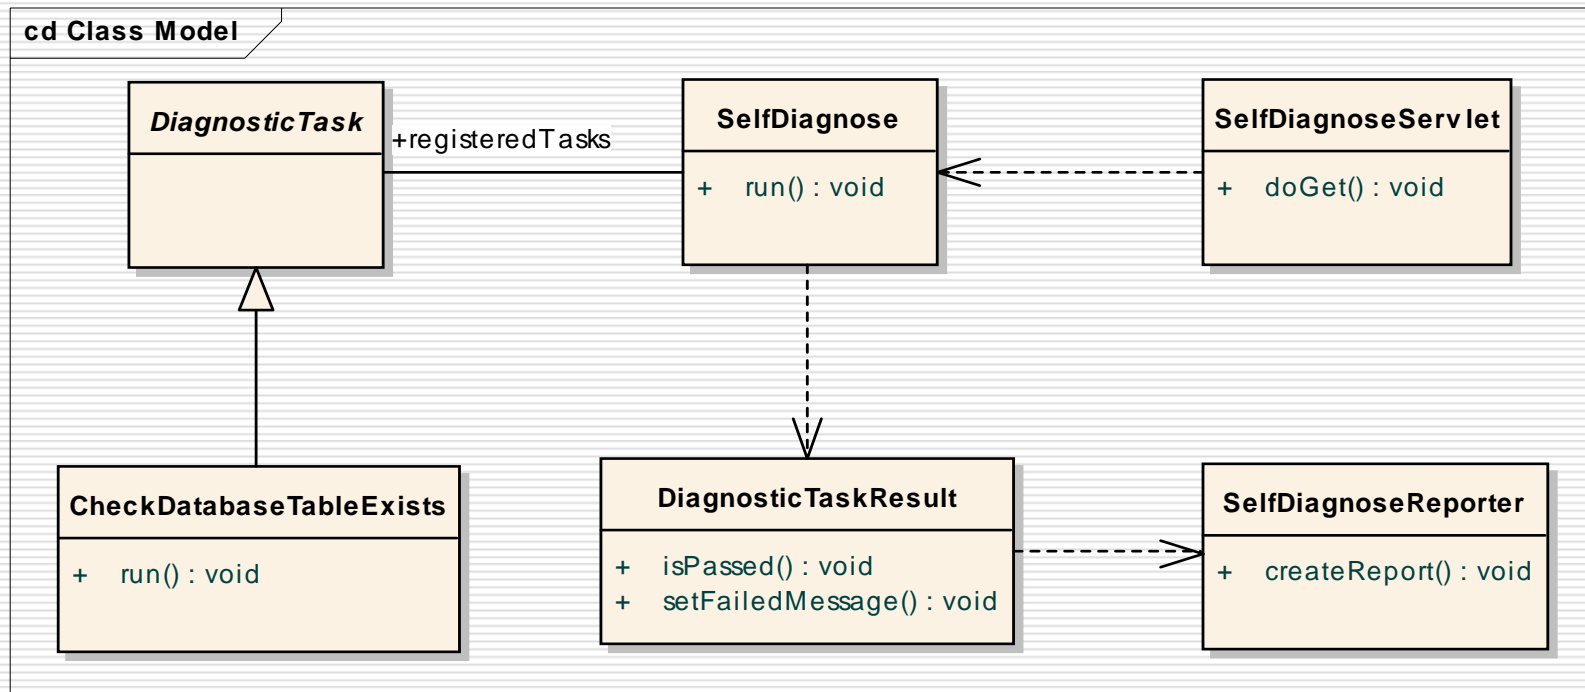 cd Class Model
DiagnosticTask
+registeredTasks
SelfDiagnose
+ run() : void
SelfDiagnoseServlet
+ doGet() : void
CheckDatabaseTableExists
+ run() : void
DiagnosticTaskResult
+ isPassed() : void
+ setFailedMessage() : void
SelfDiagnoseReporter
+ createReport() : void